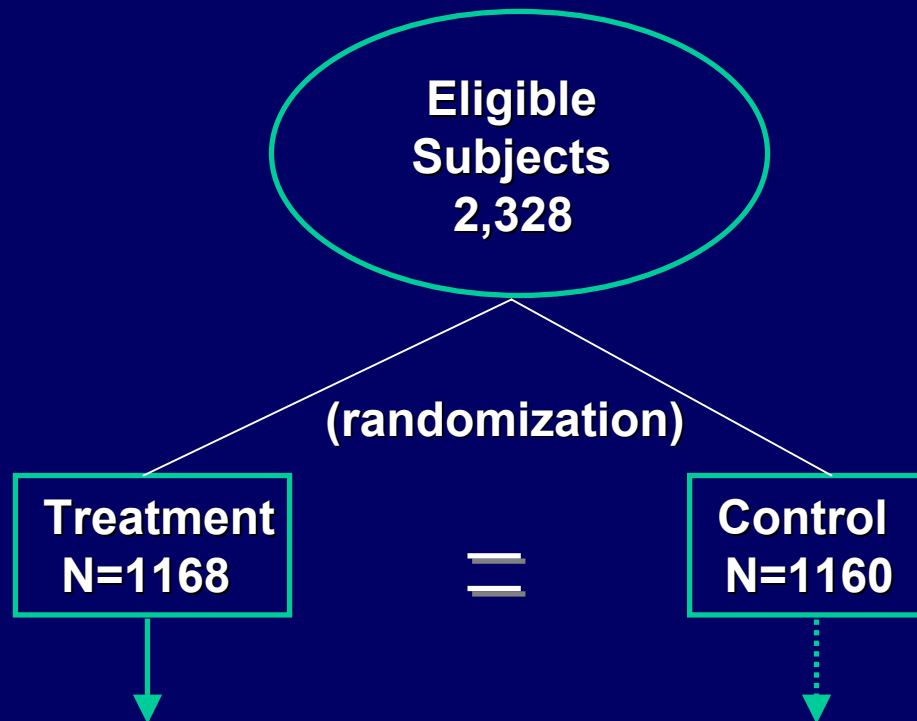 Eligible
Subjects
2,328
(randomization)
Treatment
N=1168
=
Control
N=1160